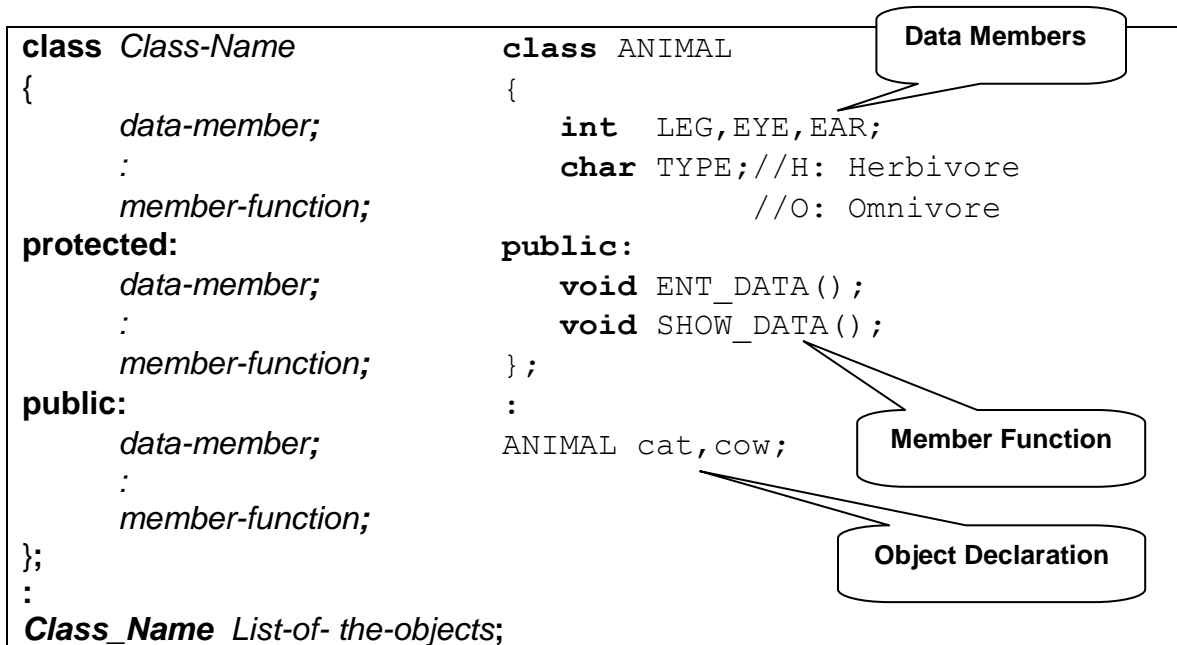 class Class-Name
{
data-member;
:
member-function;
protected:
data-member;
:
member-function;
public:
data-member;
:
member-function;
};
:
Class_Name List-of- the-objects;
class ANIMAL
{
int LEG,EYE,EAR;
char TYPE;//H: Herbivore
//O: Omnivore
public:
void ENT_DATA();
void SHOW_DATA();
};
:
ANIMAL cat,cow;
Data Members
Member Function
Object Declaration